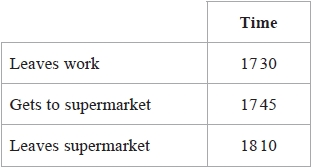 Time
Leaves work 1730
Gets to supermarket 1745
Leaves supermarket 1810